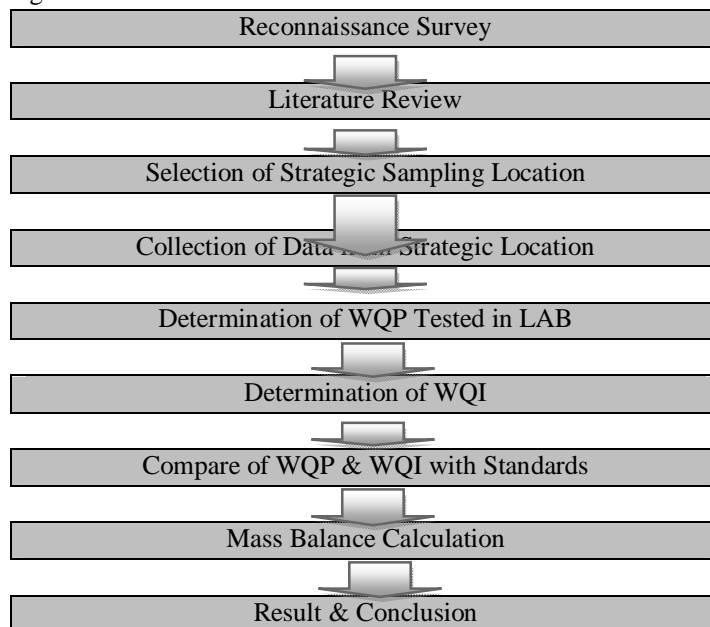 Reconnaissance Survey
Literature Review
Selection of Strategic Sampling Location
Collection of Data Strategic Location
Determination of WQP Tested in LAB
Determination of WQI
Compare of WQP & WQI with Standards
Mass Balance Calculation
Result & Conclusion